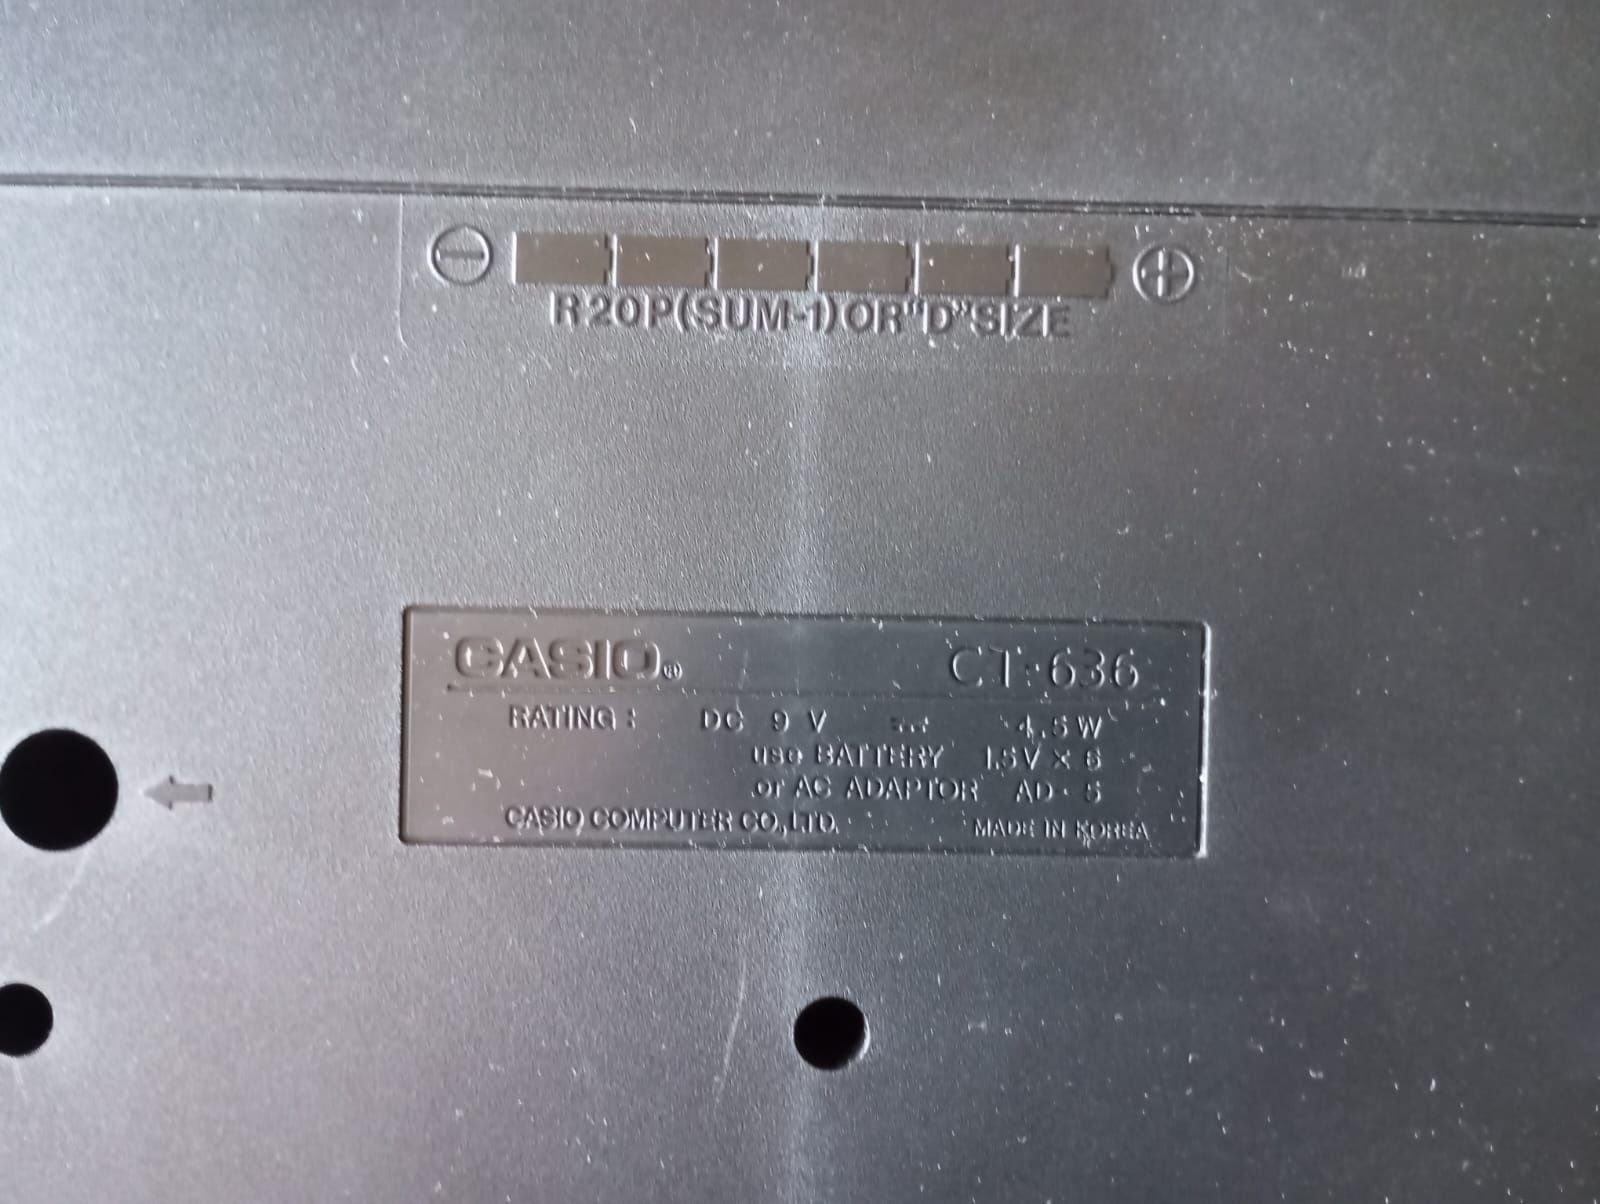 R20P(SUM-1)OR"D"SIZE
CASIO® CT-636
RATING: DC 9 V 4.5W
use BATTERY 1.5V × 6
or AC ADAPTOR AD-5
CASIO COMPUTER CO.,LTD. MADE IN KOREA